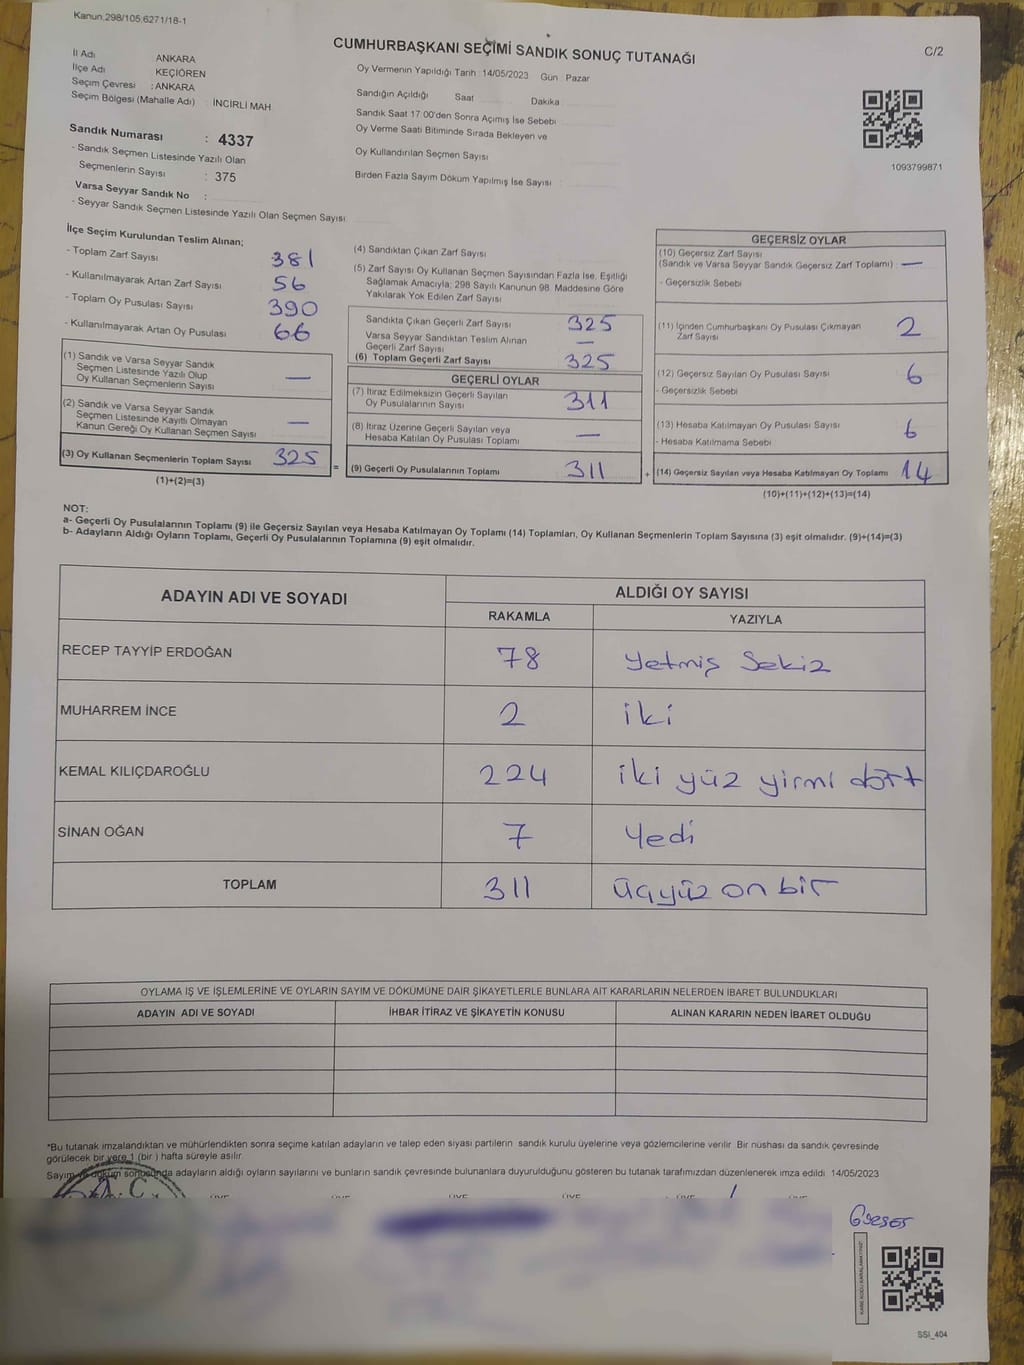 Kanun;298/105,6271/18-1
CUMHURBAŞKANI SEÇİMİ SANDIK SONUÇ TUTANAĞI
C/2
İl Adı ANKARA
İlçe Adı KEÇİÖREN
Seçim Çevresi : ANKARA
Seçim Bölgesi (Mahalle Adı) : İNCİRLİ MAH
Sandık Numarası : 4337
- Sandık Seçmen Listesinde Yazılı Olan
Seçmenlerin Sayısı : 375
Varsa Seyyar Sandık No :
- Seyyar Sandık Seçmen Listesinde Yazılı Olan Seçmen Sayısı
Oy Vermenin Yapıldığı Tarih :14/05/2023 Gün : Pazar
Sandığın Açıldığı Saat Dakika
Sandık Saat 17:00'den Sonra Açımış İse Sebebi
Oy Verme Saati Bitiminde Sırada Bekleyen ve
Oy Kullandırılan Seçmen Sayısı
Birden Fazla Sayım Döküm Yapılmış İse Sayısı
1093799871
İlçe Seçim Kurulundan Teslim Alınan;
- Toplam Zarf Sayısı 381
- Kullanılmayarak Artan Zarf Sayısı 56
- Toplam Oy Pusulası Sayısı 390
- Kullanılmayarak Artan Oy Pusulası 66
(1) Sandık ve Varsa Seyyar Sandık
Seçmen Listesinde Yazılı Olup
Oy Kullanan Seçmenlerin Sayısı —
(2) Sandık ve Varsa Seyyar Sandık
Seçmen Listesinde Kayıtlı Olmayan
Kanun Gereği Oy Kullanan Seçmen Sayısı —
(3) Oy Kullanan Seçmenlerin Toplam Sayısı 325 =
(1)+(2)=(3)
(4) Sandıktan Çıkan Zarf Sayısı
(5) Zarf Sayısı Oy Kullanan Seçmen Sayısından Fazla İse, Eşitliği
Sağlamak Amacıyla; 298 Sayılı Kanunun 98. Maddesine Göre
Yakılarak Yok Edilen Zarf Sayısı
Sandıkta Çıkan Geçerli Zarf Sayısı 325
Varsa Seyyar Sandıktan Teslim Alınan
Geçerli Zarf Sayısı —
(6) Toplam Geçerli Zarf Sayısı 325
GEÇERLİ OYLAR
(7) İtiraz Edilmeksizin Geçerli Sayılan
Oy Pusulalarının Sayısı 311
(8) İtiraz Üzerine Geçerli Sayılan veya
Hesaba Katılan Oy Pusulası Toplamı —
(9) Geçerli Oy Pusulalarının Toplamı 311 +
GEÇERSİZ OYLAR
(10) Geçersiz Zarf Sayısı
(Sandık ve Varsa Seyyar Sandık Geçersiz Zarf Toplamı) : —
- Geçersizlik Sebebi
(11) İçinden Cumhurbaşkanı Oy Pusulası Çıkmayan
Zarf Sayısı 2
(12) Geçersiz Sayılan Oy Pusulası Sayısı 6
- Geçersizlik Sebebi
(13) Hesaba Katılmayan Oy Pusulası Sayısı 6
- Hesaba Katılmama Sebebi
(14) Geçersiz Sayılan veya Hesaba Katılmayan Oy Toplamı 14
(10)+(11)+(12)+(13)=(14)
NOT:
a- Geçerli Oy Pusulalarının Toplamı (9) ile Geçersiz Sayılan veya Hesaba Katılmayan Oy Toplamı (14) Toplamları, Oy Kullanan Seçmenlerin Toplam Sayısına (3) eşit olmalıdır. (9)+(14)=(3)
b- Adayların Aldığı Oyların Toplamı, Geçerli Oy Pusulalarının Toplamına (9) eşit olmalıdır.
ADAYIN ADI VE SOYADI ALDIĞI OY SAYISI
RAKAMLA YAZIYLA
RECEP TAYYİP ERDOĞAN 78 Yetmiş Sekiz
MUHARREM İNCE 2 iki
KEMAL KILIÇDAROĞLU 224 iki yüz yirmi dört
SİNAN OĞAN 7 Yedi
TOPLAM 311 üçyüz on bir
OYLAMA İŞ VE İŞLEMLERİNE VE OYLARIN SAYIM VE DÖKÜMÜNE DAİR ŞİKAYETLERLE BUNLARA AİT KARARLARIN NELERDEN İBARET BULUNDUKLARI
ADAYIN ADI VE SOYADI İHBAR İTİRAZ VE ŞİKAYETİN KONUSU ALINAN KARARIN NEDEN İBARET OLDUĞU
*Bu tutanak imzalandıktan ve mühürlendikten sonra seçime katılan adayların ve talep eden siyasi partilerin sandık kurulu üyelerine veya gözlemcilerine verilir. Bir nüshası da sandık çevresinde
görülecek bir yere 1 (bir ) hafta süreyle asılır.
Sayım ve döküm sonucunda adayların aldığı oyların sayılarını ve bunların sandık çevresinde bulunanlara duyurulduğunu gösteren bu tutanak tarafımızdan düzenlenerek imza edildi. 14/05/2023
ÜYE ÜYE ÜYE ÜYE ÜYE ÜYE
T.C.
KARE KODU KARALAMAYINIZ!
SSI_404